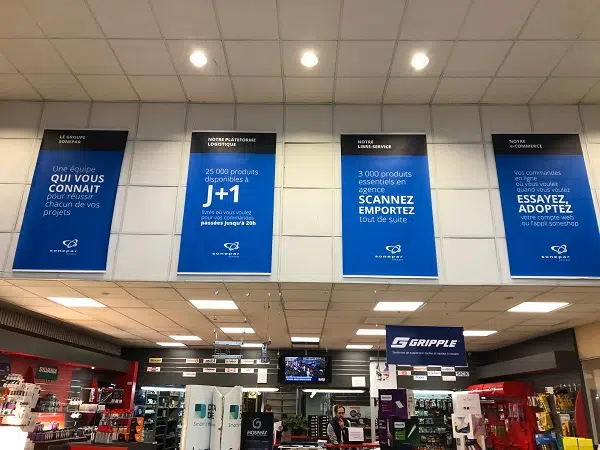 LE GROUPE
SONEPAR
Une équipe
QUI VOUS
CONNAIT
pour réussir
chacun de vos
projets
sonepar
NOTRE PLATEFORME
LOGISTIQUE
25 000 produits
disponibles à
J+1
livrés où vous voulez
pour vos commandes
passées jusqu'à 20h
sonepar
NOTRE
LIBRE-SERVICE
3 000 produits
essentiels en
agence
SCANNEZ
EMPORTEZ
tout de suite
sonepar
NOTRE
e-COMMERCE
Vos commandes
en ligne
où vous voulez
quand vous voulez
ESSAYEZ,
ADOPTEZ
votre compte web
ou l'appli soneshop
sonepar
GRIPPLE